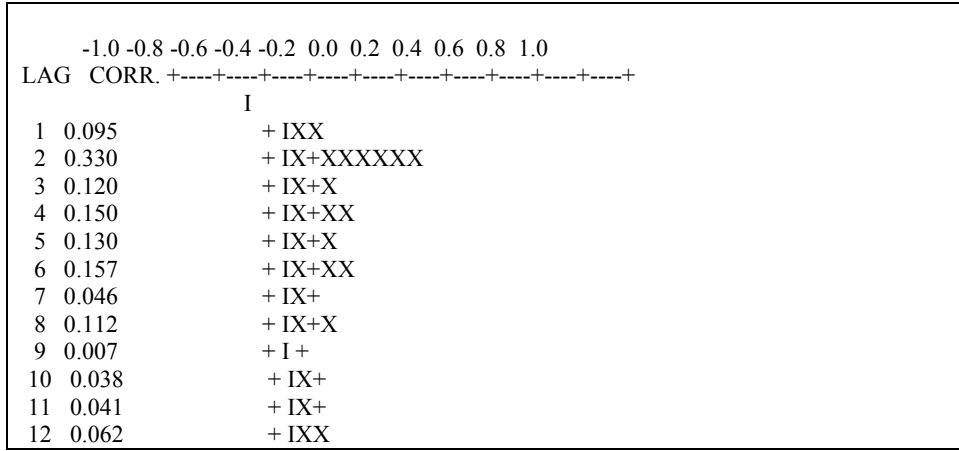 -1.0 -0.8 -0.6 -0.4 -0.2 0.0 0.2 0.4 0.6 0.8 1.0
LAG CORR. +----+----+----+----+----+----+----+----+----+----+
I
1 0.095 + IXX
2 0.330 + IX+XXXXXX
3 0.120 + IX+X
4 0.150 + IX+XX
5 0.130 + IX+X
6 0.157 + IX+XX
7 0.046 + IX+
8 0.112 + IX+X
9 0.007 + I +
10 0.038 + IX+
11 0.041 + IX+
12 0.062 + IXX